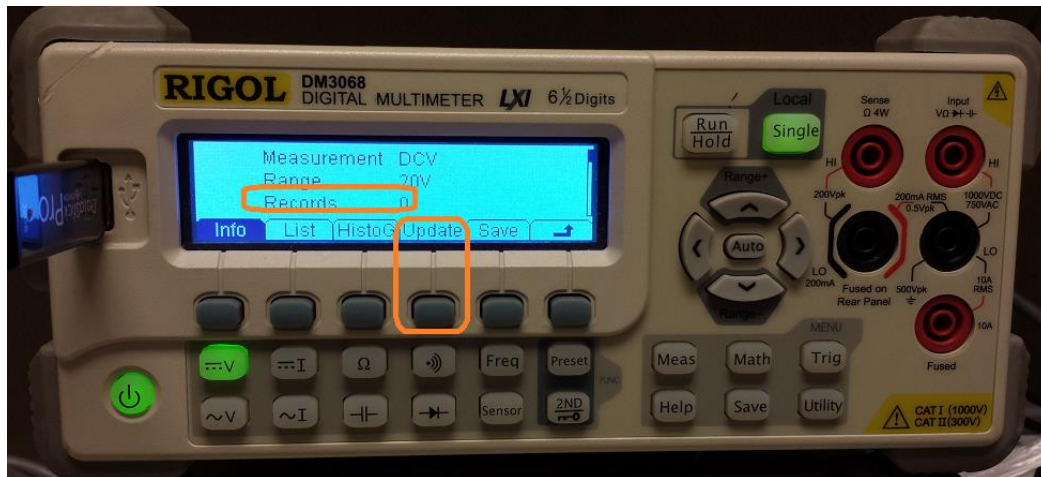 RIGOL DM3068
DIGITAL MULTIMETER LXI 6½Digits
Measurement DCV
Range 20V
Records 0
Info List HistoG Update Save
Run
Hold
Local
Single
Range+
Auto
Range-
Sense
Ω 4W
Input
VΩ
HI
HI
200Vpk
200mA RMS
0.5Vpk
1000VDC
750VAC
LO
200mA
LO
Fused on
Rear Panel
500Vpk
10A
RMS
10A
Fused
V
I
Ω
Freq
Preset
FUNC
~V
~I
Sensor
2ND
MENU
Meas Math Trig
Help Save Utility
CAT I (1000V)
CAT II(300V)